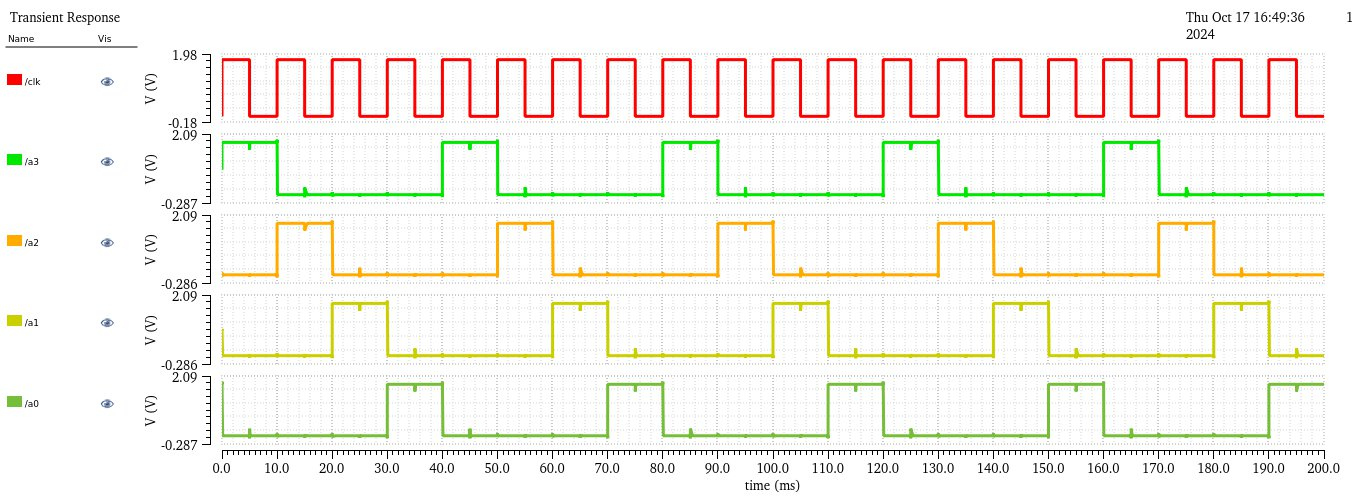 Transient Response
Thu Oct 17 16:49:36 1
2024
Name Vis
/clk
V (V)
1.98
-0.18
/a3
V (V)
2.09
-0.287
/a2
V (V)
2.09
-0.286
/a1
V (V)
2.09
-0.286
/a0
V (V)
2.09
-0.287
0.0 10.0 20.0 30.0 40.0 50.0 60.0 70.0 80.0 90.0 100.0 110.0 120.0 130.0 140.0 150.0 160.0 170.0 180.0 190.0 200.0
time (ms)